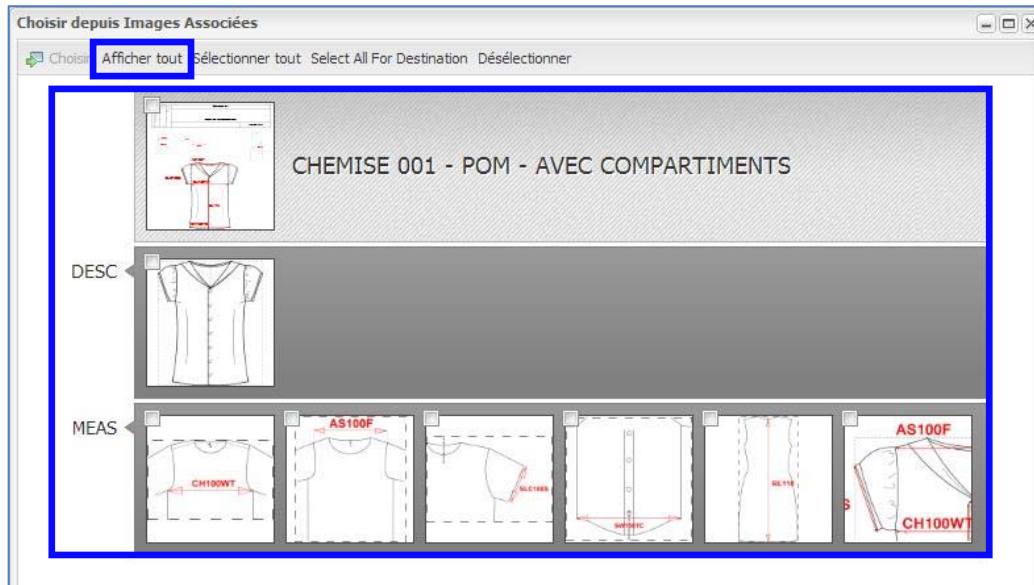 Choisir depuis Images Associées
Choisir Afficher tout Sélectionner tout Select All For Destination Désélectionner
CHEMISE 001 - POM - AVEC COMPARTIMENTS
DESC
MEAS
CH100WT
AS100F
AS100F
CH100WT